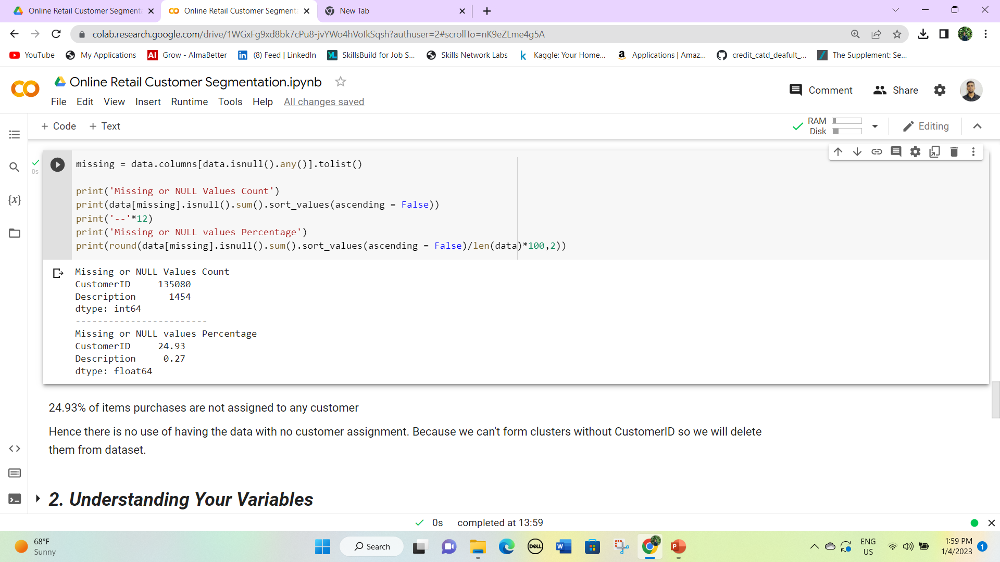 Online Retail Customer Segment
Online Retail Customer Segment
New Tab
colab.research.google.com/drive/1WGxFg9xd8bk7cPu8-jvYWo4hVoIkSqsh?authuser=2#scrollTo=nK9eZLme4g5A
YouTube
My Applications
AI Grow - AlmaBetter
in (8) Feed | LinkedIn
SkillsBuild for Job S...
Skills Network Labs
k Kaggle: Your Home...
a Applications | Amaz...
credit_catd_deafult_...
The Supplement: Se...
Online Retail Customer Segmentation.ipynb
Comment
Share
File Edit View Insert Runtime Tools Help All changes saved
+ Code + Text
RAM
Disk
Editing
0s
missing = data.columns[data.isnull().any()].tolist()
print('Missing or NULL Values Count')
print(data[missing].isnull().sum().sort_values(ascending = False))
print('--'*12)
print('Missing or NULL values Percentage')
print(round(data[missing].isnull().sum().sort_values(ascending = False)/len(data)*100,2))
{x}
Missing or NULL Values Count
CustomerID     135080
Description      1454
dtype: int64
------------------------
Missing or NULL values Percentage
CustomerID     24.93
Description     0.27
dtype: float64
24.93% of items purchases are not assigned to any customer
Hence there is no use of having the data with no customer assignment. Because we can't form clusters without CustomerID so we will delete
them from dataset.
2. Understanding Your Variables
0s completed at 13:59
68°F
Sunny
Search
DELL
W
P
ENG
US
1:59 PM
1/4/2023
1